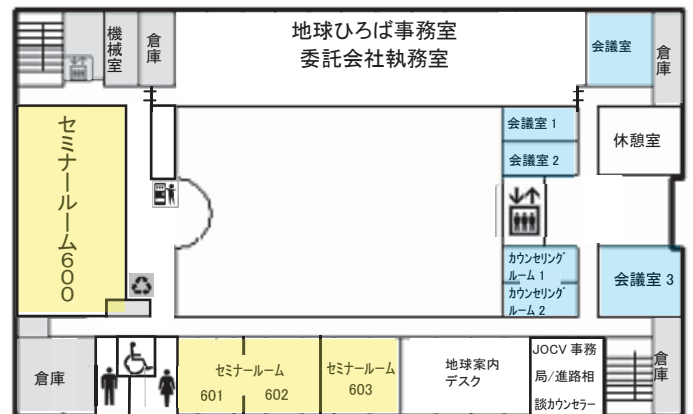 機械室
倉庫
地球ひろば事務室
委託会社執務室
会議室
倉庫
セミナールーム600
会議室 1
会議室 2
休憩室
カウンセリング
ルーム 1
カウンセリング
ルーム 2
会議室 3
倉庫
セミナールーム
601 602
セミナールーム
603
地球案内
デスク
JOCV 事務
局/進路相
談カウンセラー
倉庫